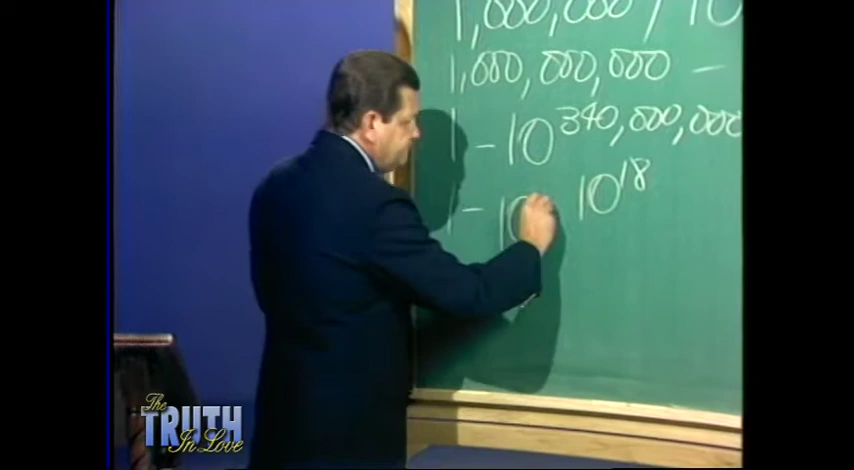 1,000,000 / 10
1,000,000,000 –
1 – 10^340,000,000
1 – 10 10^18
The
TRUTH
In Love